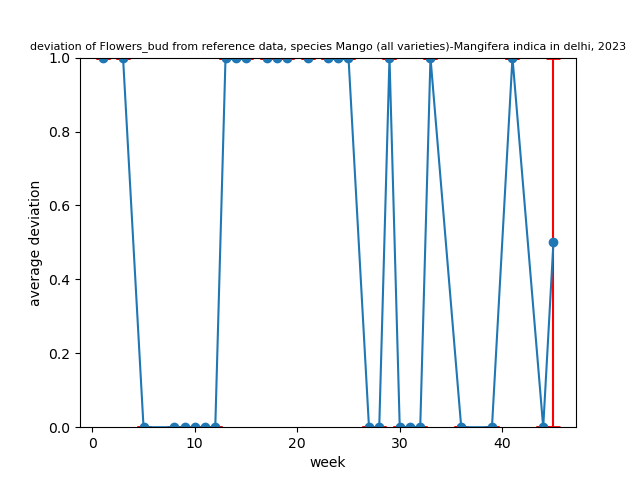 deviation of Flowers_bud from reference data, species Mango (all varieties)-Mangifera indica in delhi, 2023
1.0
0.8
0.6
0.4
0.2
0.0
average deviation
0 10 20 30 40
week